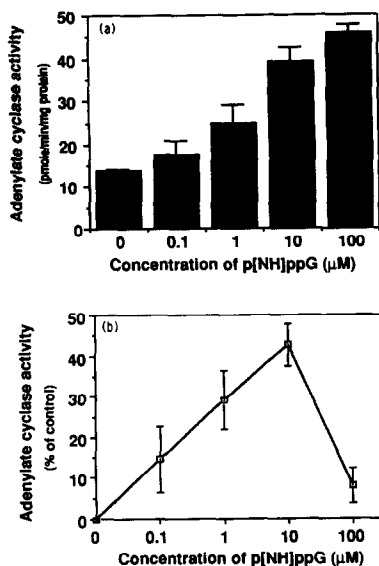 (a)
Adenylate cyclase activity
(pmole/min/mg protein)
50
40
30
20
10
0
0 0.1 1 10 100
Concentration of p[NH]ppG (µM)
(b)
Adenylate cyclase activity
(% of control)
50
40
30
20
10
0
0 0.1 1 10 100
Concentration of p[NH]ppG (µM)